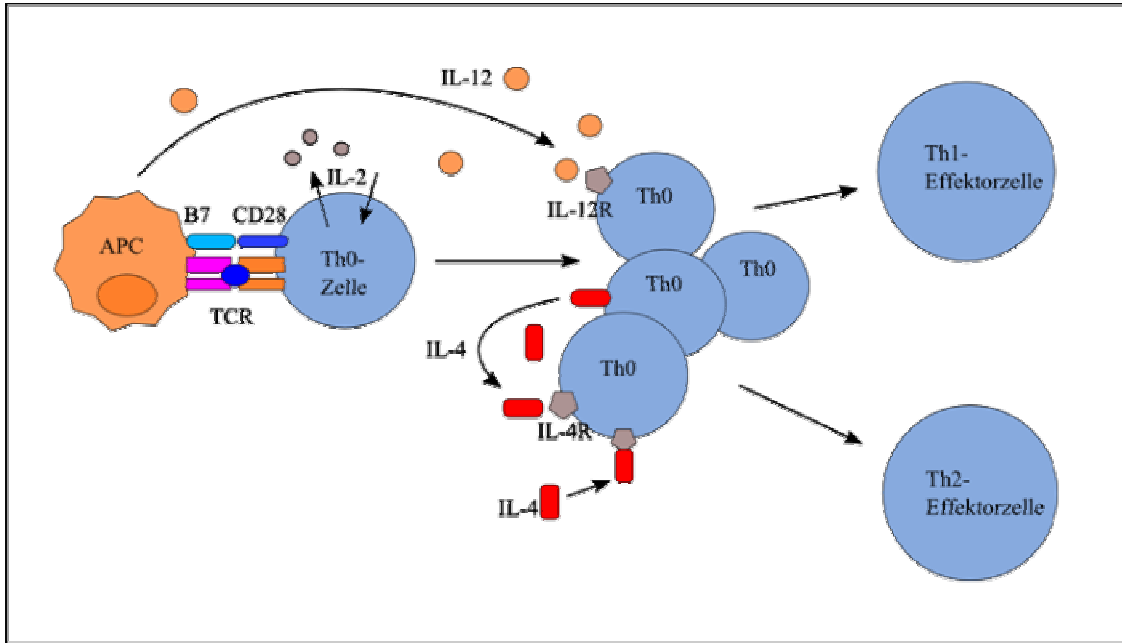 IL-12
IL-2
B7
CD28
APC
Th0-
Zelle
TCR
IL-12R
Th0
Th0
Th0
Th0
IL-4
IL-4R
IL-4
Th1-
Effektorzelle
Th2-
Effektorzelle